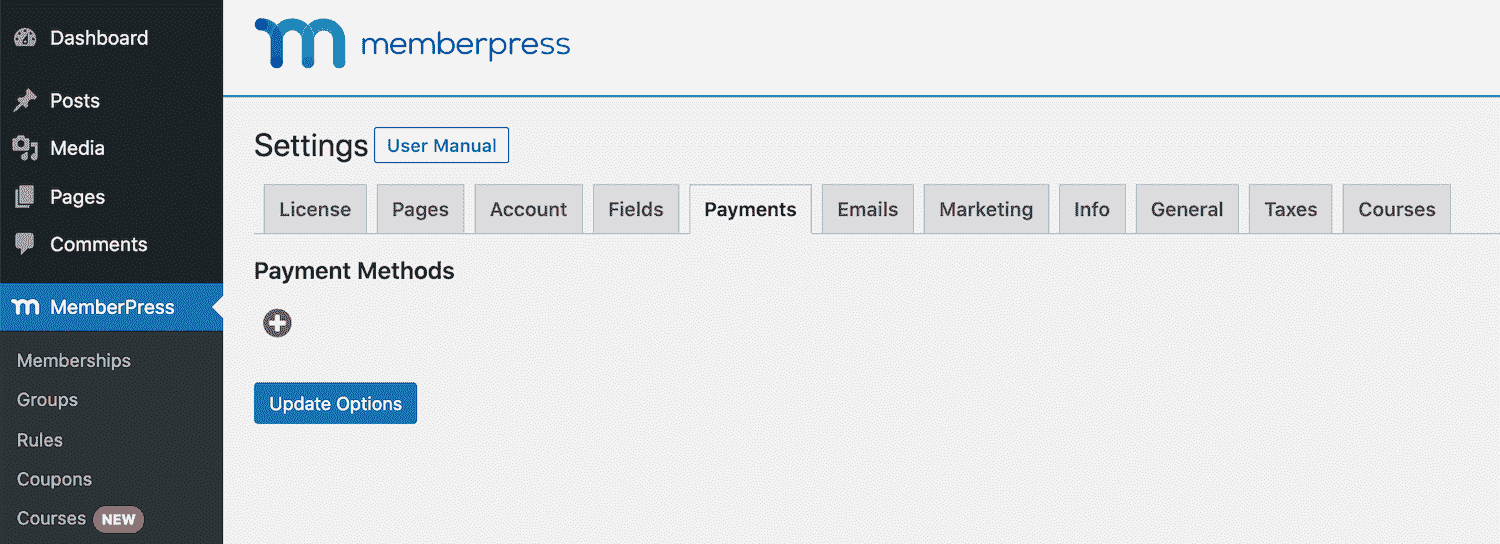 Dashboard
Posts
Media
Pages
Comments
MemberPress
Memberships
Groups
Rules
Coupons
Courses NEW
memberpress
Settings User Manual
License Pages Account Fields Payments Emails Marketing Info General Taxes Courses
Payment Methods
Update Options